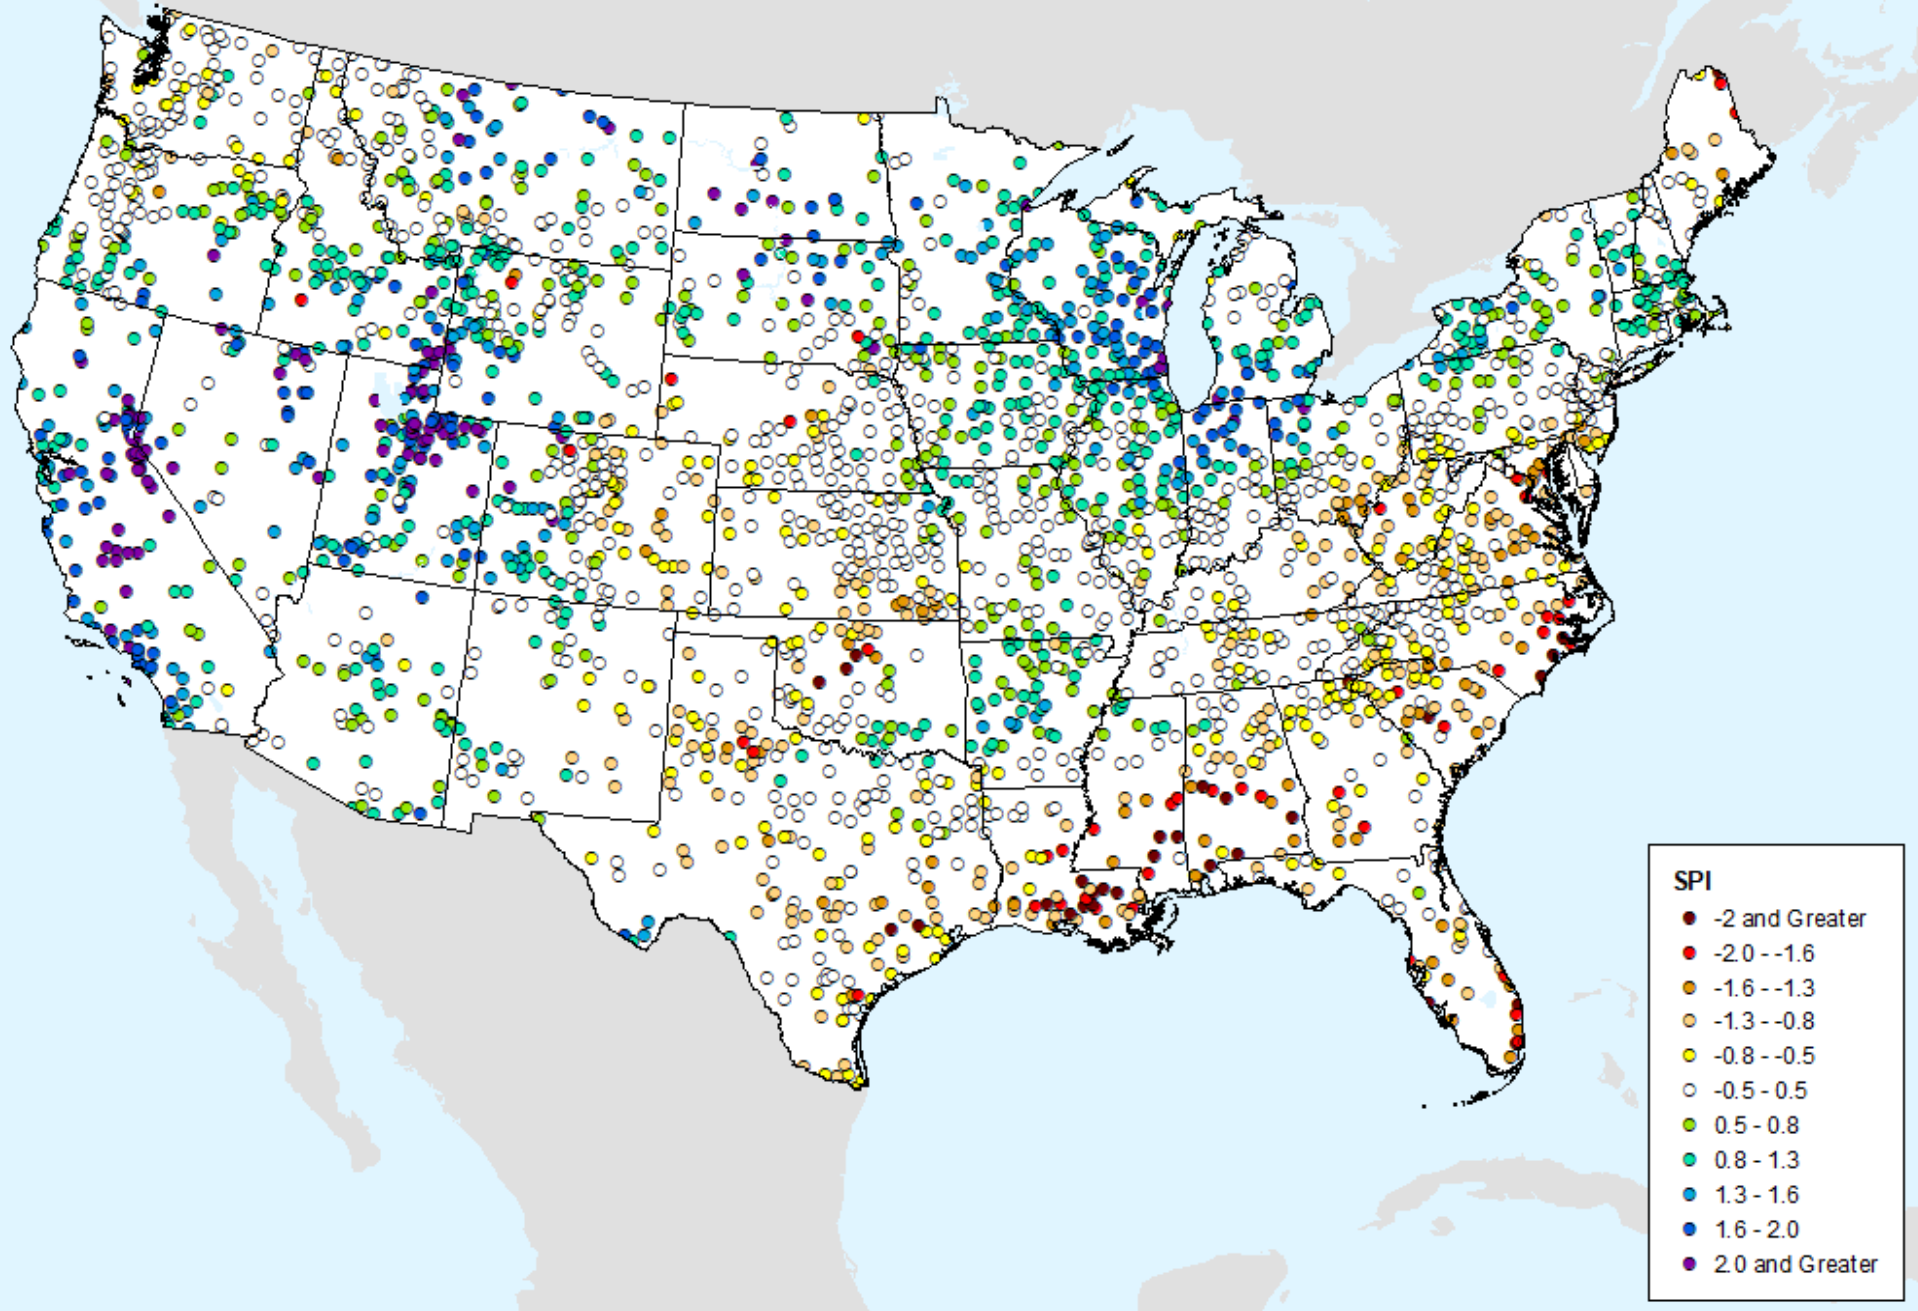 SPI
-2 and Greater
-2.0 - -1.6
-1.6 - -1.3
-1.3 - -0.8
-0.8 - -0.5
-0.5 - 0.5
0.5 - 0.8
0.8 - 1.3
1.3 - 1.6
1.6 - 2.0
2.0 and Greater